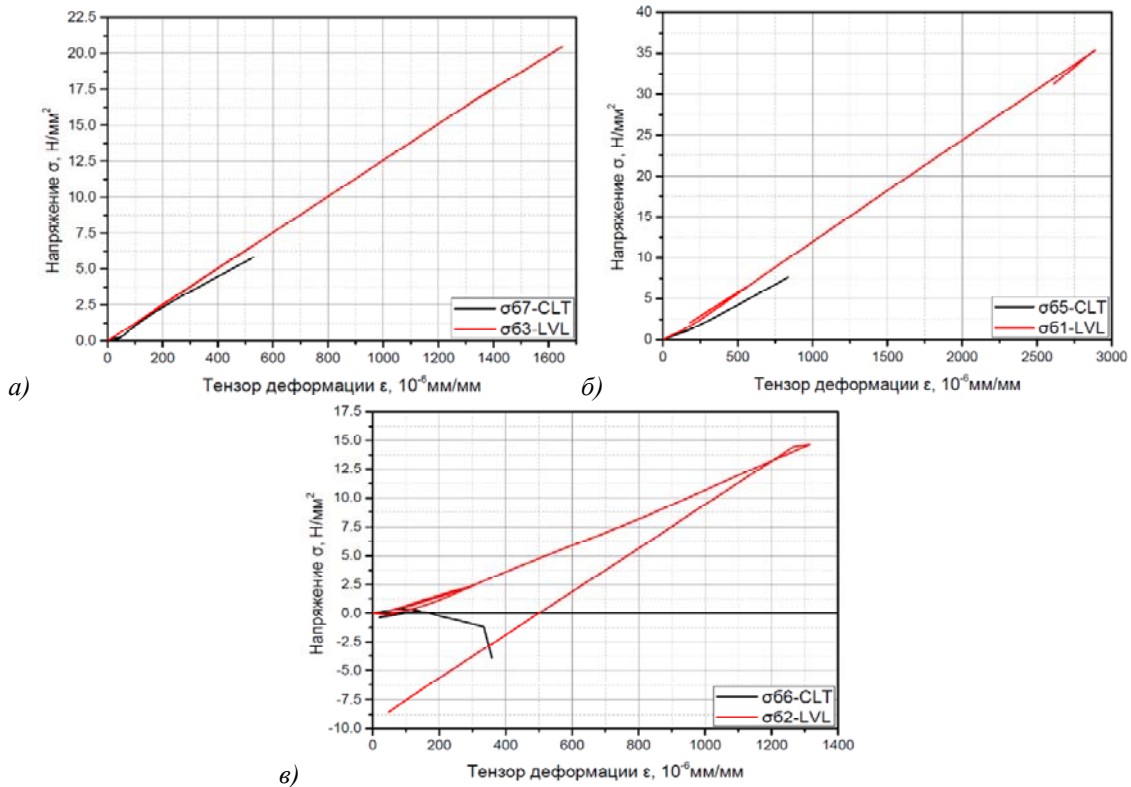 22.5
20.0
17.5
15.0
12.5
10.0
7.5
5.0
2.5
0.0
Напряжение σ, Н/мм²
0 200 400 600 800 1000 1200 1400 1600
σ67-CLT
σ63-LVL
Тензор деформации ε, 10⁻⁶мм/мм
а)
40
35
30
25
20
15
10
5
0
Напряжение σ, Н/мм²
0 500 1000 1500 2000 2500 3000
σ65-CLT
σ61-LVL
Тензор деформации ε, 10⁻⁶мм/мм
б)
17.5
15.0
12.5
10.0
7.5
5.0
2.5
0.0
-2.5
-5.0
-7.5
-10.0
Напряжение σ, Н/мм²
0 200 400 600 800 1000 1200 1400
σ66-CLT
σ62-LVL
Тензор деформации ε, 10⁻⁶мм/мм
в)